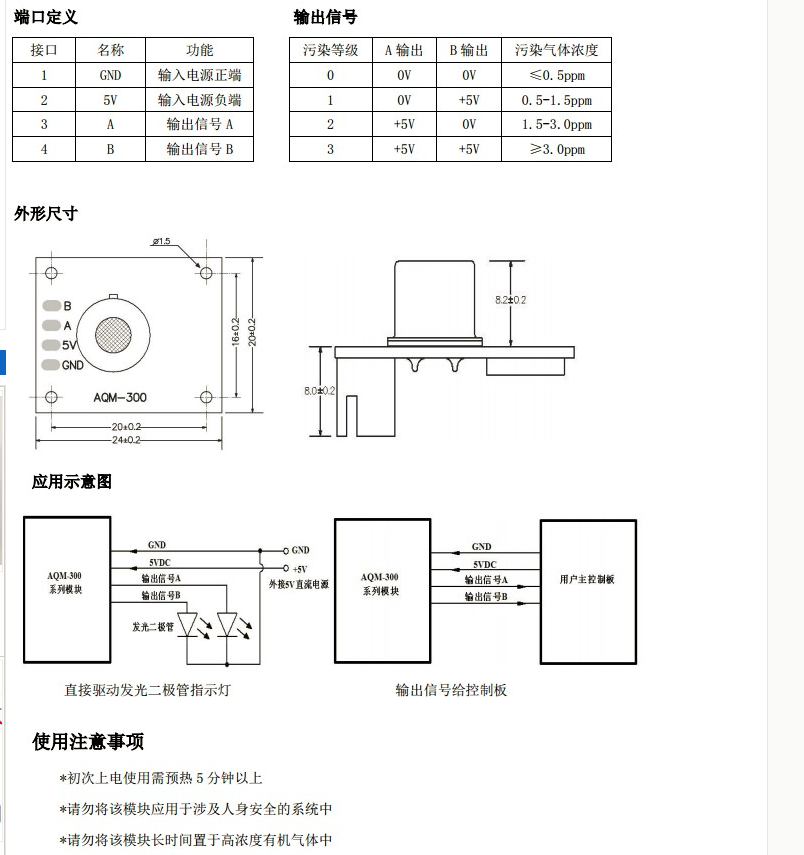 端口定义
接口 名称 功能
1 GND 输入电源正端
2 5V 输入电源负端
3 A 输出信号 A
4 B 输出信号 B
输出信号
污染等级 A 输出 B 输出 污染气体浓度
0 0V 0V ≤0.5ppm
1 0V +5V 0.5-1.5ppm
2 +5V 0V 1.5-3.0ppm
3 +5V +5V ≥3.0ppm
外形尺寸
ø1.5
B
A
5V
GND
AQM-300
16±0.2
20±0.2
20±0.2
24±0.2
8.2±0.2
8.0±0.2
应用示意图
AQM-300
系列模块
GND
5VDC
输出信号A
输出信号B
GND
+5V
外接5V直流电源
发光二极管
直接驱动发光二极管指示灯
AQM-300
系列模块
GND
5VDC
输出信号A
输出信号B
用户主控制板
输出信号给控制板
使用注意事项
*初次上电使用需预热 5 分钟以上
*请勿将该模块应用于涉及人身安全的系统中
*请勿将该模块长时间置于高浓度有机气体中